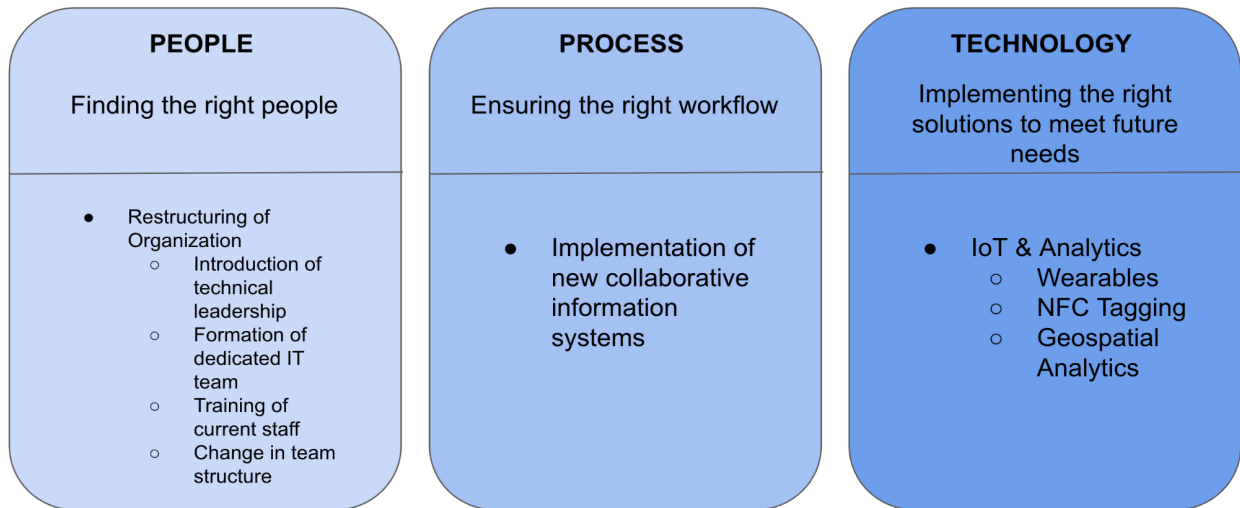 PEOPLE
Finding the right people
● Restructuring of
Organization
○ Introduction of
technical
leadership
○ Formation of
dedicated IT
team
○ Training of
current staff
○ Change in team
structure
PROCESS
Ensuring the right workflow
● Implementation of
new collaborative
information
systems
TECHNOLOGY
Implementing the right
solutions to meet future
needs
● IoT & Analytics
○ Wearables
○ NFC Tagging
○ Geospatial
Analytics